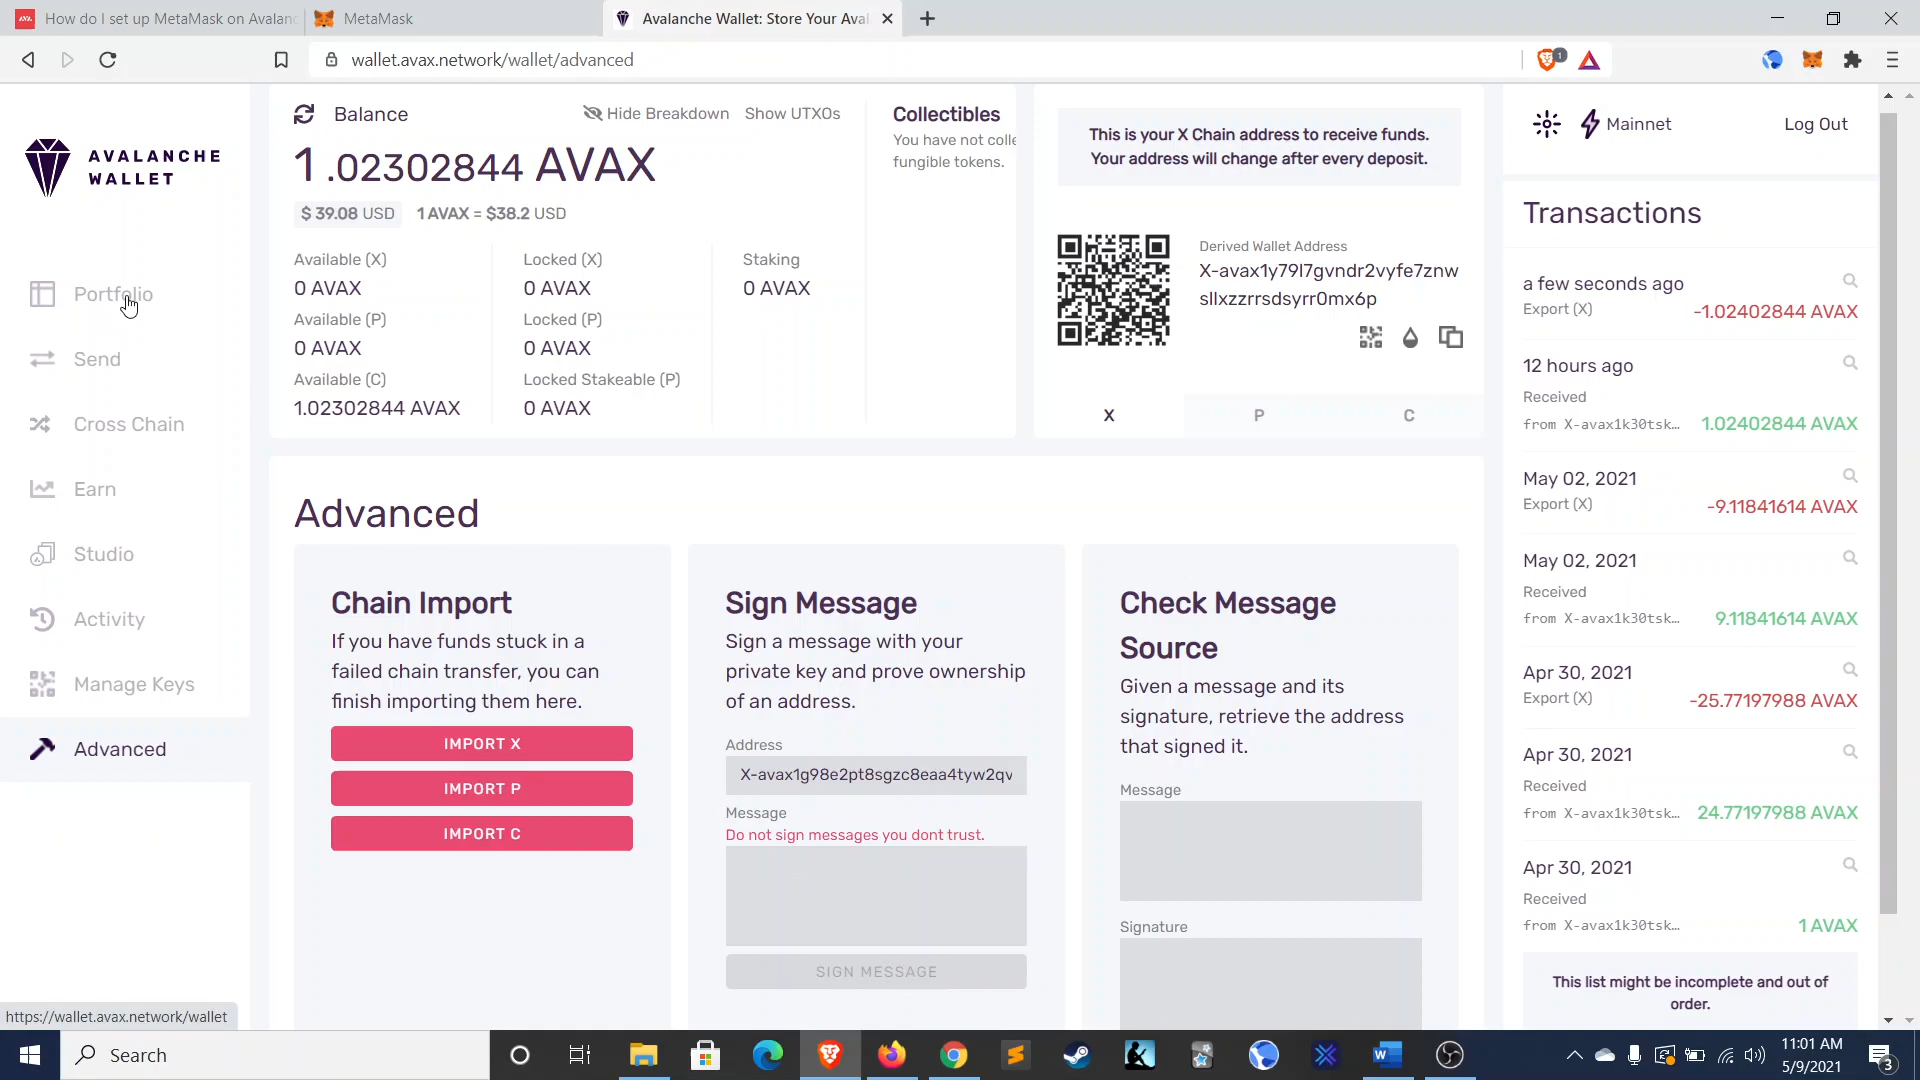 How do I set up MetaMask on Avalan
MetaMask
Avalanche Wallet: Store Your Ava
wallet.avax.network/wallet/advanced
1
AVALANCHE
WALLET
Portfolio
Send
Cross Chain
Earn
Studio
Activity
Manage Keys
Advanced
Balance
Hide Breakdown
Show UTXOs
1.02302844 AVAX
$ 39.08 USD
1 AVAX = $38.2 USD
Available (X)
0 AVAX
Available (P)
0 AVAX
Available (C)
1.02302844 AVAX
Locked (X)
0 AVAX
Locked (P)
0 AVAX
Locked Stakeable (P)
0 AVAX
Staking
0 AVAX
Collectibles
You have not colle
fungible tokens.
This is your X Chain address to receive funds.
Your address will change after every deposit.
Derived Wallet Address
X-avax1y79l7gvndr2vyfe7znw
sllxzzrrsdsyrr0mx6p
X
P
C
Advanced
Chain Import
If you have funds stuck in a
failed chain transfer, you can
finish importing them here.
IMPORT X
IMPORT P
IMPORT C
Sign Message
Sign a message with your
private key and prove ownership
of an address.
Address
X-avax1g98e2pt8sgzc8eaa4tyw2qv
Message
Do not sign messages you dont trust.
SIGN MESSAGE
Check Message
Source
Given a message and its
signature, retrieve the address
that signed it.
Message
Signature
Mainnet
Log Out
Transactions
a few seconds ago
Export (X)
-1.02402844 AVAX
12 hours ago
Received
from X-avax1k30tsk…
1.02402844 AVAX
May 02, 2021
Export (X)
-9.11841614 AVAX
May 02, 2021
Received
from X-avax1k30tsk…
9.11841614 AVAX
Apr 30, 2021
Export (X)
-25.77197988 AVAX
Apr 30, 2021
Received
from X-avax1k30tsk…
24.77197988 AVAX
Apr 30, 2021
Received
from X-avax1k30tsk…
1 AVAX
This list might be incomplete and out of
order.
https://wallet.avax.network/wallet
Search
11:01 AM
5/9/2021
3